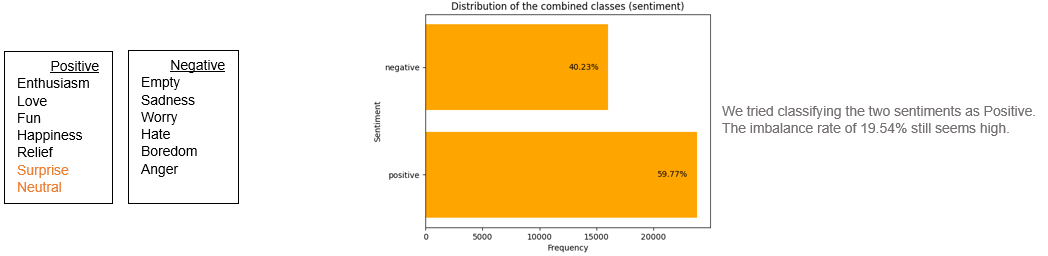 Positive
Enthusiasm
Love
Fun
Happiness
Relief
Surprise
Neutral
Negative
Empty
Sadness
Worry
Hate
Boredom
Anger
Distribution of the combined classes (sentiment)
Sentiment
negative
40.23%
positive
59.77%
0 5000 10000 15000 20000
Frequency
We tried classifying the two sentiments as Positive.
The imbalance rate of 19.54% still seems high.